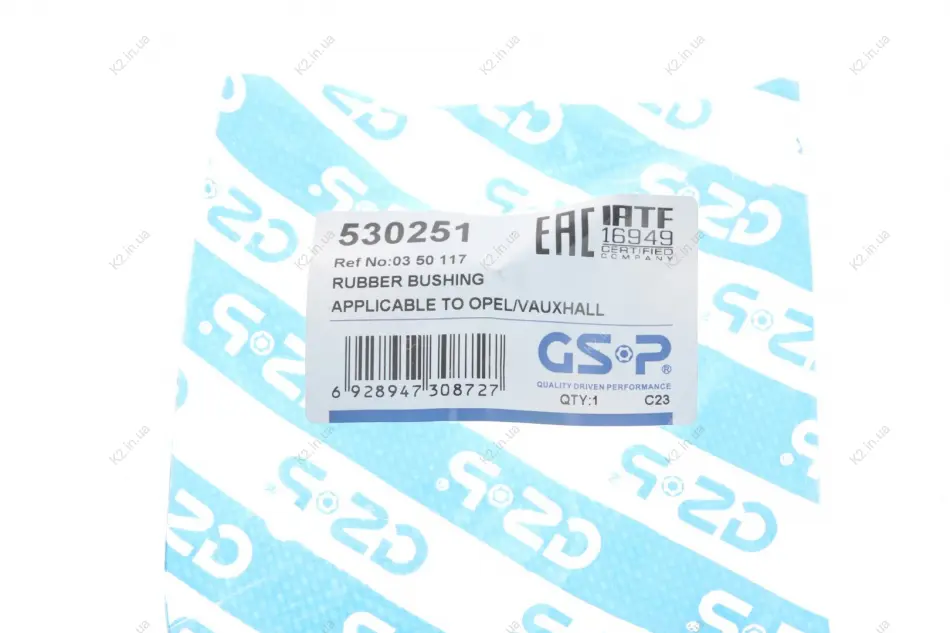 530251
Ref No:03 50 117
RUBBER BUSHING
APPLICABLE TO OPEL/VAUXHALL
EAC
IATF
16949
CERTIFIED
COMPANY
6 928947 308727
GS•P®
QUALITY DRIVEN PERFORMANCE
QTY:1 C23
K2.in.ua